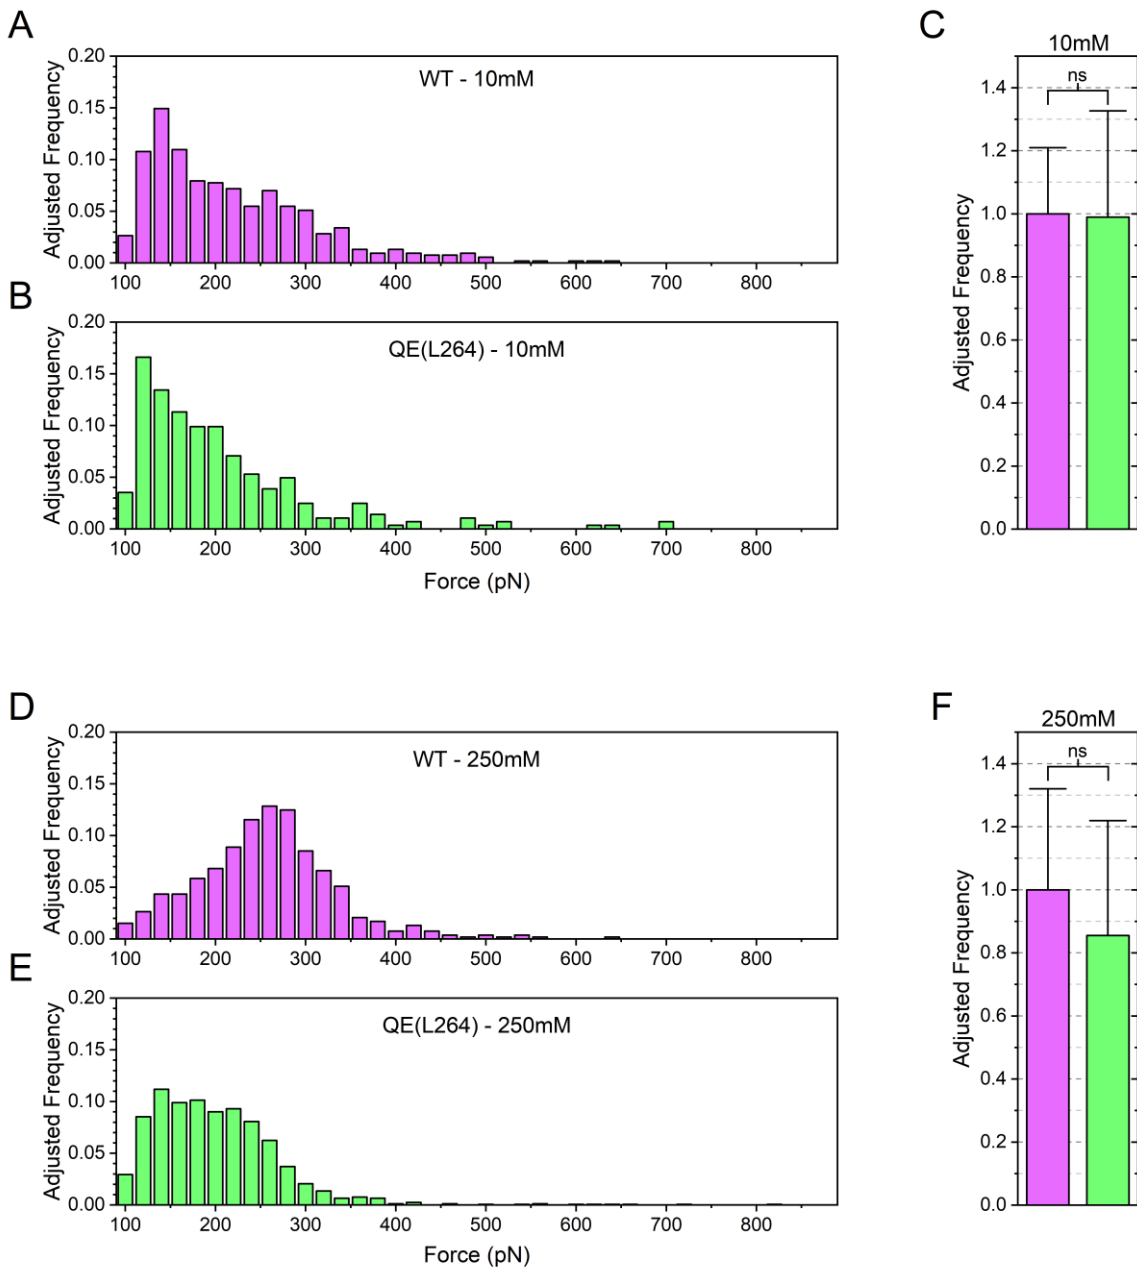 A
Adjusted Frequency
0.20
0.15
0.10
0.05
0.00
WT - 10mM
100 200 300 400 500 600 700 800
B
Adjusted Frequency
0.20
0.15
0.10
0.05
0.00
QE(L264) - 10mM
100 200 300 400 500 600 700 800
Force (pN)
C
10mM
ns
Adjusted Frequency
1.4
1.2
1.0
0.8
0.6
0.4
0.2
0.0
D
Adjusted Frequency
0.20
0.15
0.10
0.05
0.00
WT - 250mM
100 200 300 400 500 600 700 800
E
Adjusted Frequency
0.20
0.15
0.10
0.05
0.00
QE(L264) - 250mM
100 200 300 400 500 600 700 800
Force (pN)
F
250mM
ns
Adjusted Frequency
1.4
1.2
1.0
0.8
0.6
0.4
0.2
0.0